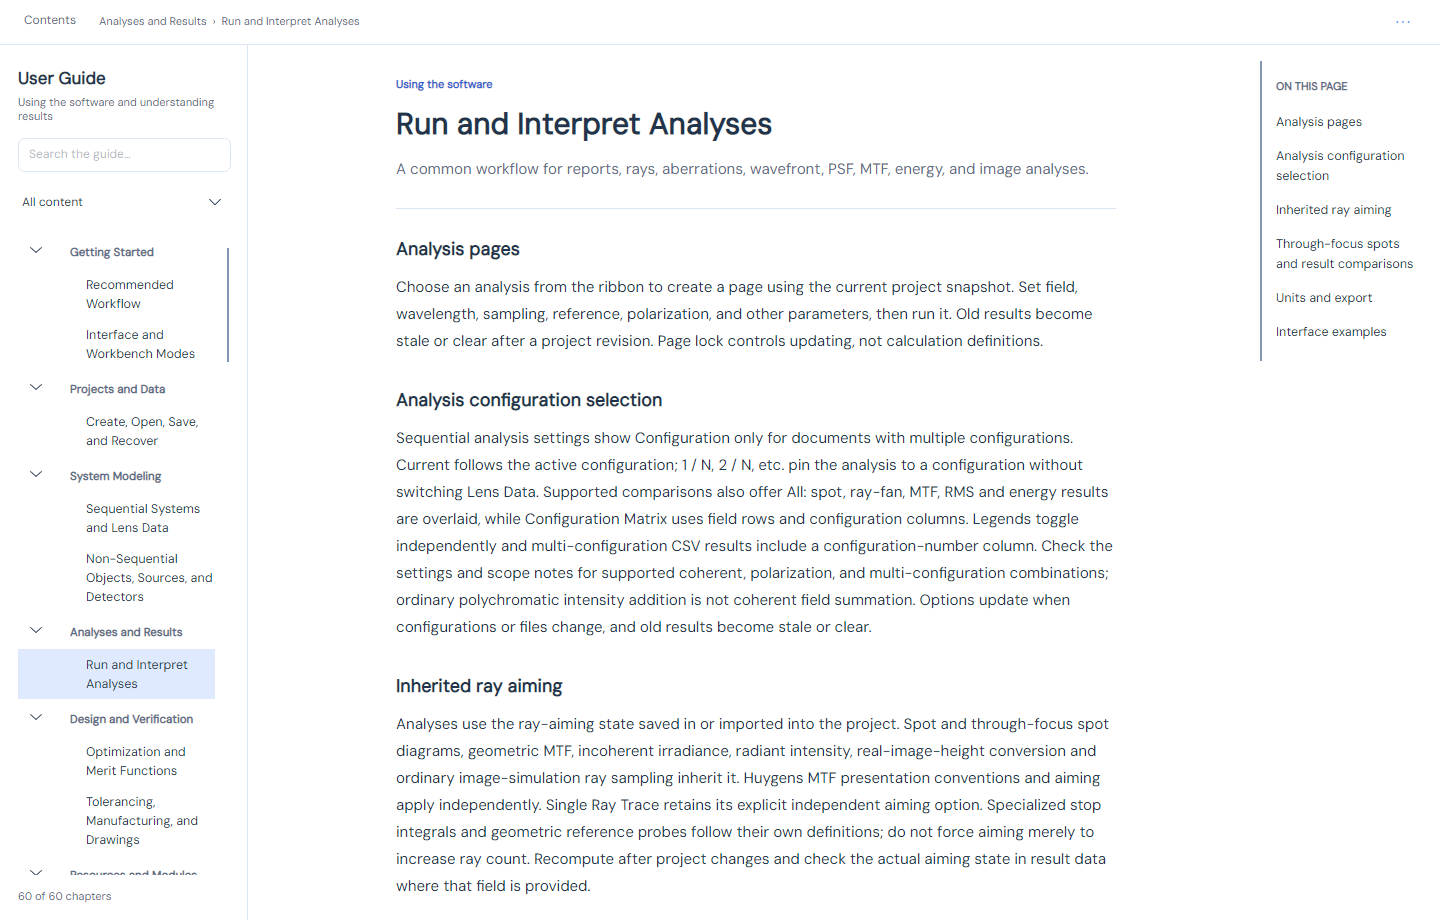 Contents
Analyses and Results › Run and Interpret Analyses
...
User Guide
Using the software and understanding
results
Search the guide...
All content
Getting Started
Recommended
Workflow
Interface and
Workbench Modes
Projects and Data
Create, Open, Save,
and Recover
System Modeling
Sequential Systems
and Lens Data
Non-Sequential
Objects, Sources, and
Detectors
Analyses and Results
Run and Interpret
Analyses
Design and Verification
Optimization and
Merit Functions
Tolerancing,
Manufacturing, and
Drawings
Resources and Modules
60 of 60 chapters
Using the software
Run and Interpret Analyses
A common workflow for reports, rays, aberrations, wavefront, PSF, MTF, energy, and image analyses.
Analysis pages
Choose an analysis from the ribbon to create a page using the current project snapshot. Set field,
wavelength, sampling, reference, polarization, and other parameters, then run it. Old results become
stale or clear after a project revision. Page lock controls updating, not calculation definitions.
Analysis configuration selection
Sequential analysis settings show Configuration only for documents with multiple configurations.
Current follows the active configuration; 1 / N, 2 / N, etc. pin the analysis to a configuration without
switching Lens Data. Supported comparisons also offer All: spot, ray-fan, MTF, RMS and energy results
are overlaid, while Configuration Matrix uses field rows and configuration columns. Legends toggle
independently and multi-configuration CSV results include a configuration-number column. Check the
settings and scope notes for supported coherent, polarization, and multi-configuration combinations;
ordinary polychromatic intensity addition is not coherent field summation. Options update when
configurations or files change, and old results become stale or clear.
Inherited ray aiming
Analyses use the ray-aiming state saved in or imported into the project. Spot and through-focus spot
diagrams, geometric MTF, incoherent irradiance, radiant intensity, real-image-height conversion and
ordinary image-simulation ray sampling inherit it. Huygens MTF presentation conventions and aiming
apply independently. Single Ray Trace retains its explicit independent aiming option. Specialized stop
integrals and geometric reference probes follow their own definitions; do not force aiming merely to
increase ray count. Recompute after project changes and check the actual aiming state in result data
where that field is provided.
ON THIS PAGE
Analysis pages
Analysis configuration
selection
Inherited ray aiming
Through-focus spots
and result comparisons
Units and export
Interface examples